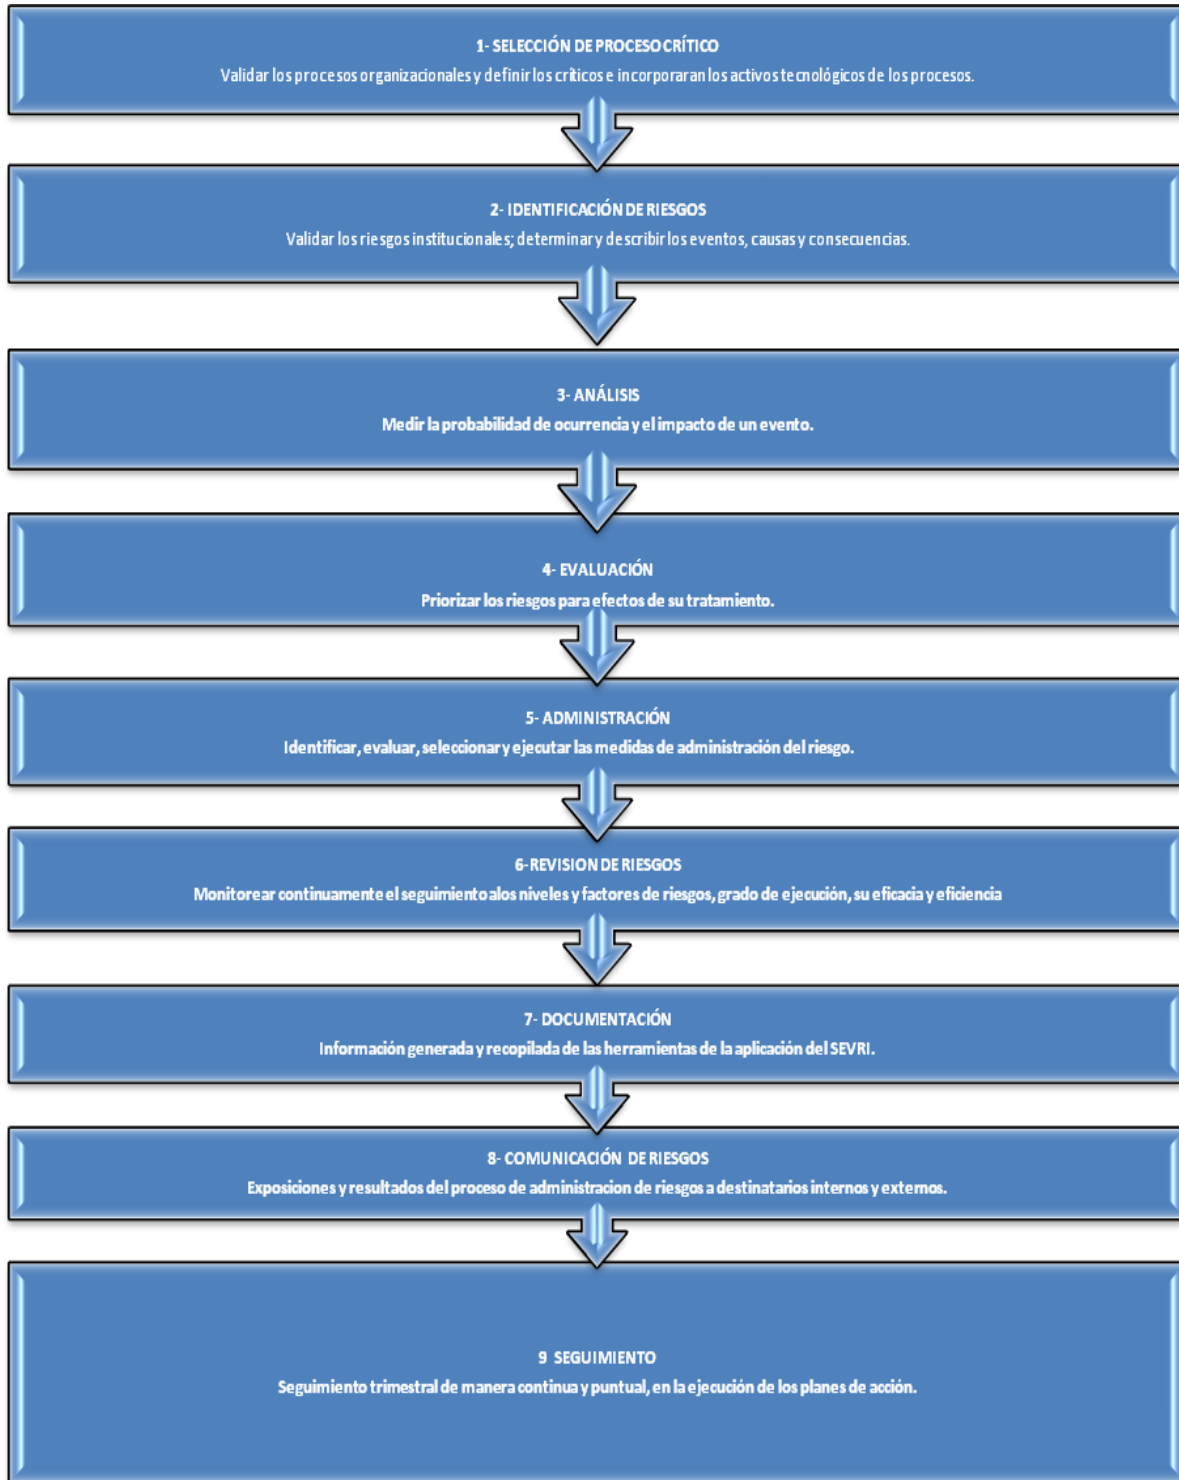 1- SELECCIÓN DE PROCESO CRÍTICO
Validar los procesos organizacionales y definir los críticos e incorporaran los activos tecnológicos de los procesos.
2- IDENTIFICACIÓN DE RIESGOS
Validar los riesgos institucionales; determinar y describir los eventos, causas y consecuencias.
3- ANÁLISIS
Medir la probabilidad de ocurrencia y el impacto de un evento.
4- EVALUACIÓN
Priorizar los riesgos para efectos de su tratamiento.
5- ADMINISTRACIÓN
Identificar, evaluar, seleccionar y ejecutar las medidas de administración del riesgo.
6-REVISION DE RIESGOS
Monitorear continuamente el seguimiento alos niveles y factores de riesgos, grado de ejecución, su eficacia y eficiencia
7- DOCUMENTACIÓN
Información generada y recopilada de las herramientas de la aplicación del SEVRI.
8- COMUNICACIÓN DE RIESGOS
Exposiciones y resultados del proceso de administracion de riesgos a destinatarios internos y externos.
9 SEGUIMIENTO
Seguimiento trimestral de manera continua y puntual, en la ejecución de los planes de acción.